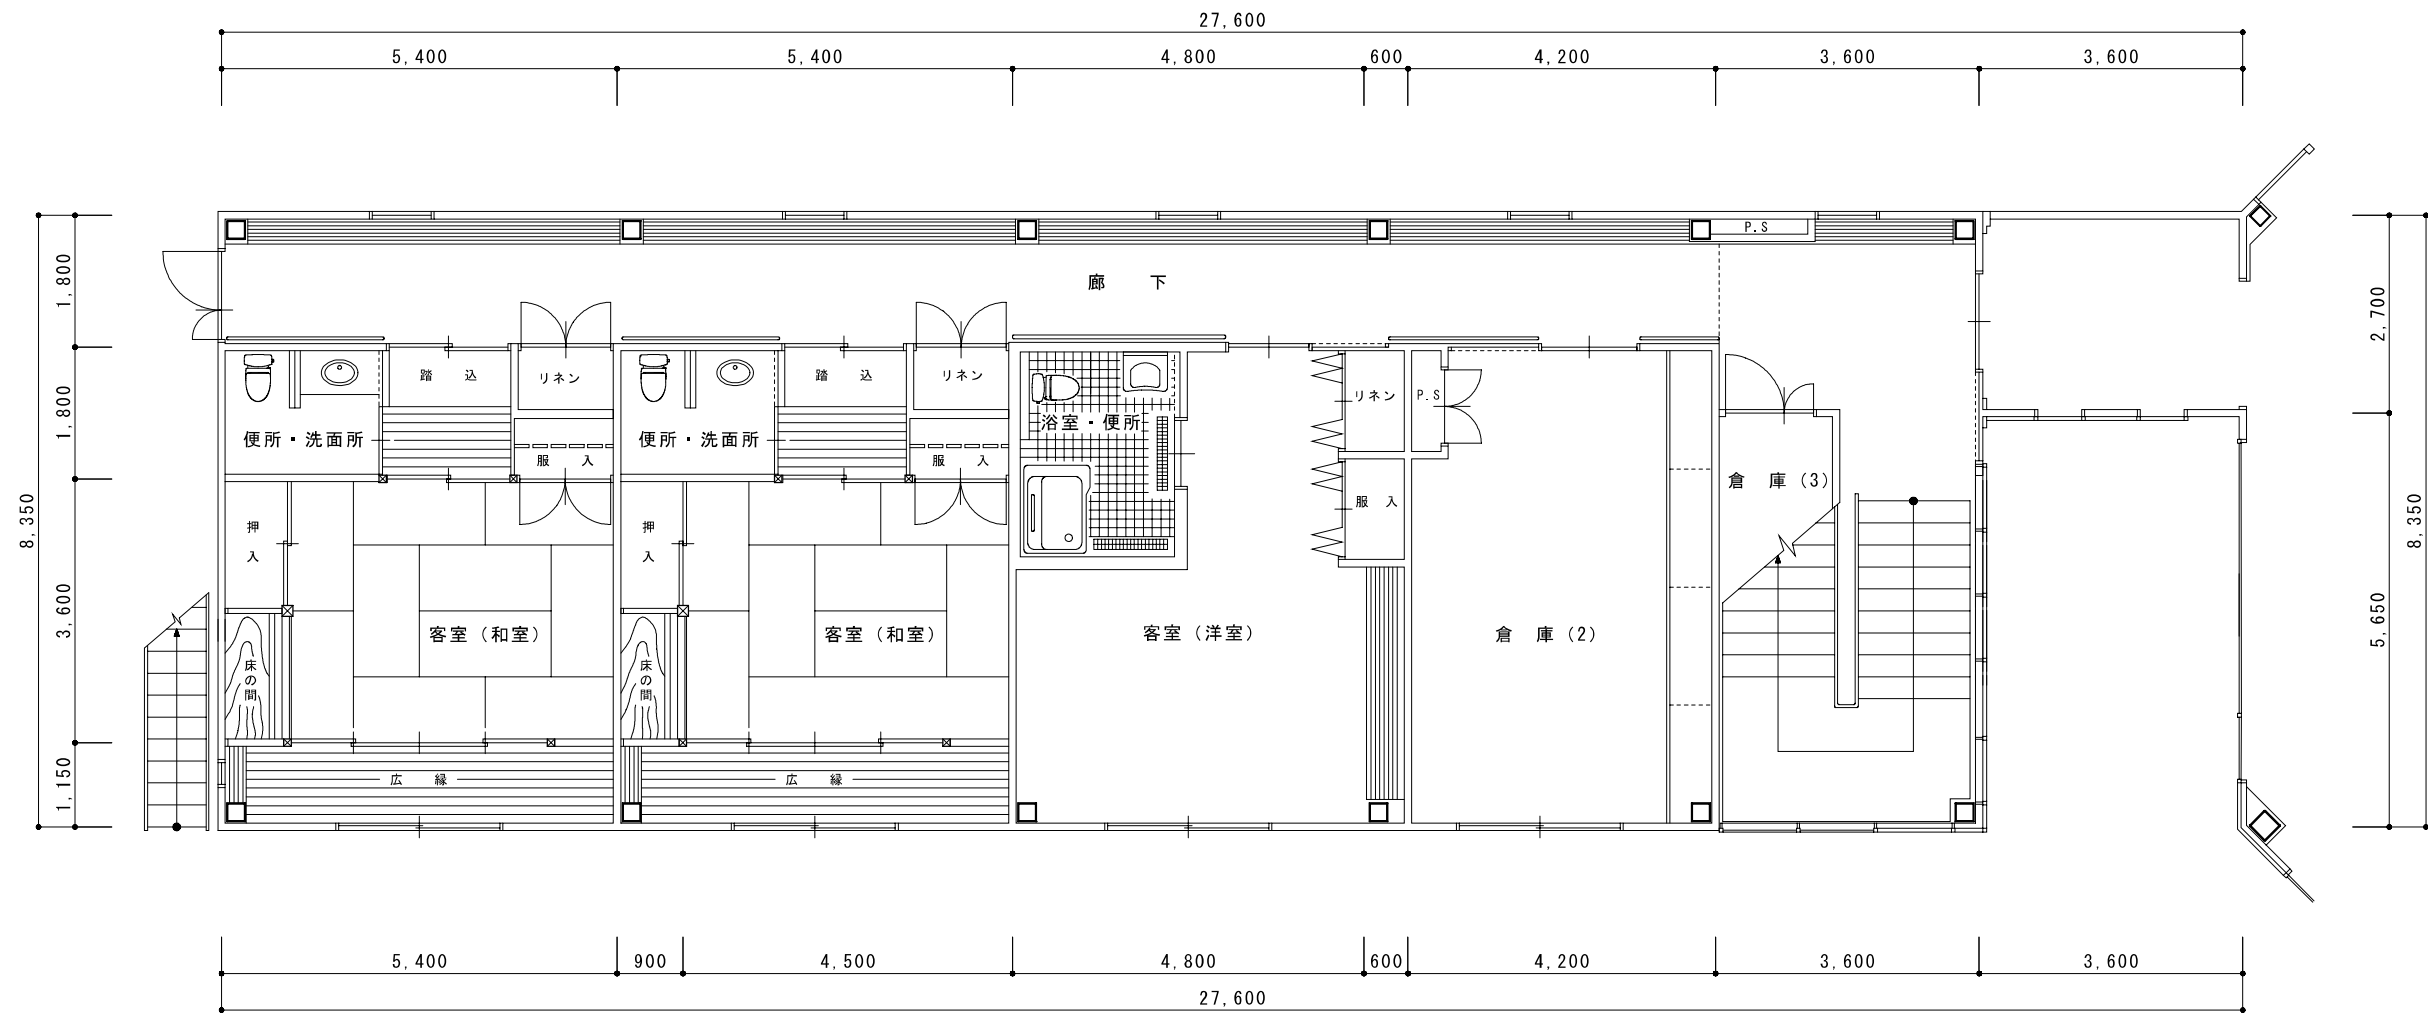 27,600
5,400 5,400 4,800 600 4,200 3,600 3,600
P.S
廊 下
1,800
2,700
踏 込
リネン
踏 込
リネン
リネン
P.S
1,800
便所・洗面所
便所・洗面所
浴室・便所
服 入
服 入
倉 庫 (3)
服 入
8,350
8,350
押入
押入
3,600
5,650
客室 (和室)
客室 (和室)
客室 (洋室)
倉 庫 (2)
床の間
床の間
1,150
広 縁
広 縁
5,400 900 4,500 4,800 600 4,200 3,600 3,600
27,600